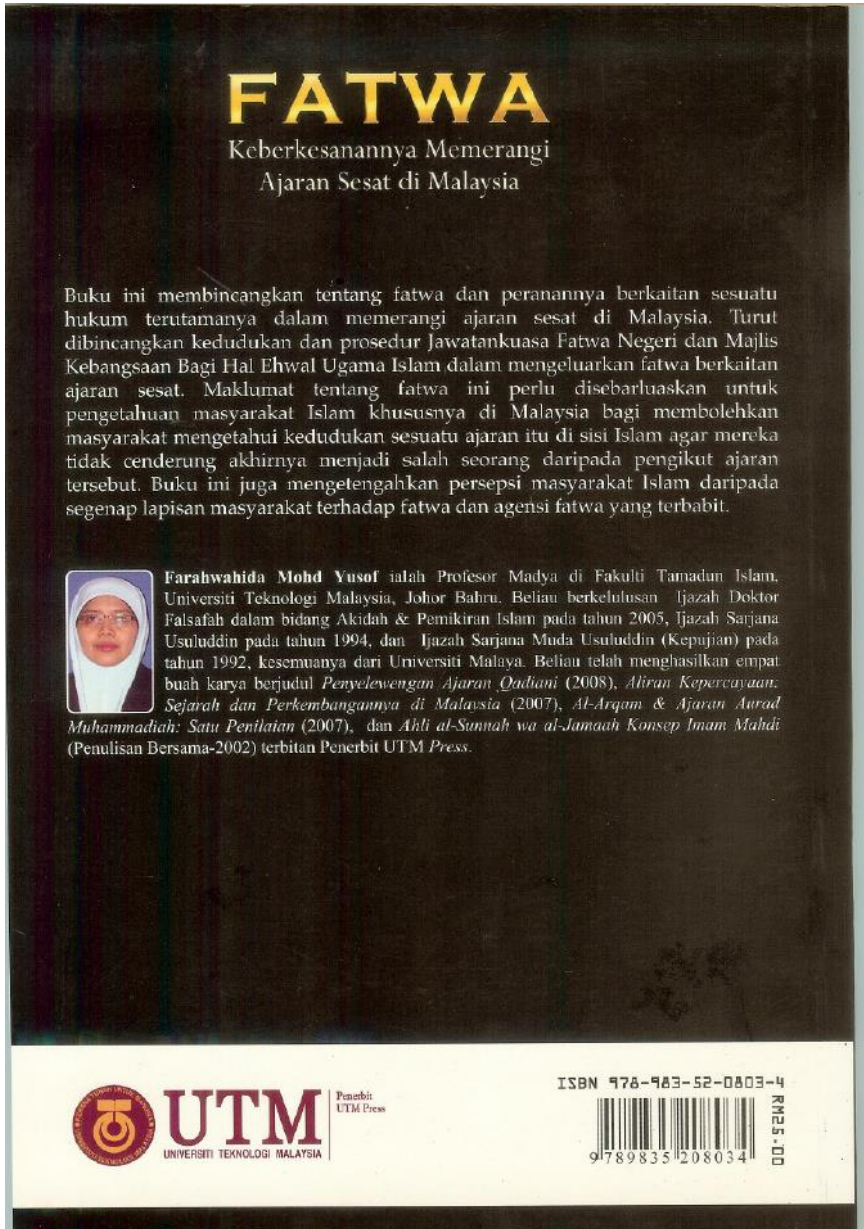 FATWA
Keberkesanannya Memerangi
Ajaran Sesat di Malaysia
Buku ini membincangkan tentang fatwa dan peranannya berkaitan sesuatu
hukum terutamanya dalam memerangi ajaran sesat di Malaysia. Turut
dibincangkan kedudukan dan prosedur Jawatankuasa Fatwa Negeri dan Majlis
Kebangsaan Bagi Hal Ehwal Ugama Islam dalam mengeluarkan fatwa berkaitan
ajaran sesat. Maklumat tentang fatwa ini perlu disebarluaskan untuk
pengetahuan masyarakat Islam khususnya di Malaysia bagi membolehkan
masyarakat mengetahui kedudukan sesuatu ajaran itu di sisi Islam agar mereka
tidak cenderung akhirnya menjadi salah seorang daripada pengikut ajaran
tersebut. Buku ini juga mengetengahkan persepsi masyarakat Islam daripada
segenap lapisan masyarakat terhadap fatwa dan agensi fatwa yang terbabit.
Farahwahida Mohd Yusof ialah Profesor Madya di Fakulti Tamadun Islam,
Universiti Teknologi Malaysia, Johor Bahru. Beliau berkelulusan Ijazah Doktor
Falsafah dalam bidang Akidah & Pemikiran Islam pada tahun 2005, Ijazah Sarjana
Usuluddin pada tahun 1994, dan Ijazah Sarjana Muda Usuluddin (Kepujian) pada
tahun 1992, kesemuanya dari Universiti Malaya. Beliau telah menghasilkan empat
buah karya berjudul Penyelewengan Ajaran Qadiani (2008), Aliran Kepercayaan:
Sejarah dan Perkembangannya di Malaysia (2007), Al-Arqam & Ajaran Aurad
Muhammadiah: Satu Penilaian (2007), dan Ahli al-Sunnah wa al-Jamaah Konsep Imam Mahdi
(Penulisan Bersama-2002) terbitan Penerbit UTM Press.
UTM
UNIVERSITI TEKNOLOGI MALAYSIA
Penerbit
UTM Press
ISBN 978-983-52-0803-4
9 789835 208034
RM25.00